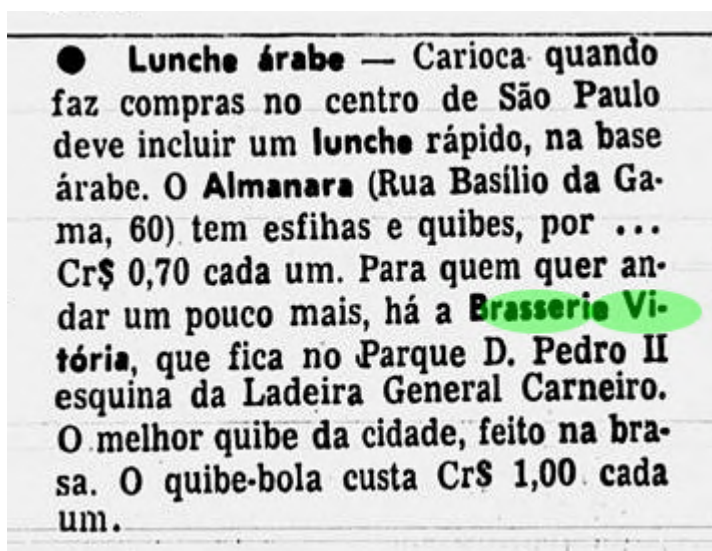 ● Lunche árabe — Carioca quando
faz compras no centro de São Paulo
deve incluir um lunche rápido, na base
árabe. O Almanara (Rua Basílio da Ga-
ma, 60) tem esfihas e quibes, por ...
Cr$ 0,70 cada um. Para quem quer an-
dar um pouco mais, há a Brasserie Vi-
tória, que fica no Parque D. Pedro II
esquina da Ladeira General Carneiro.
O melhor quibe da cidade, feito na bra-
sa. O quibe-bola custa Cr$ 1,00 cada
um.